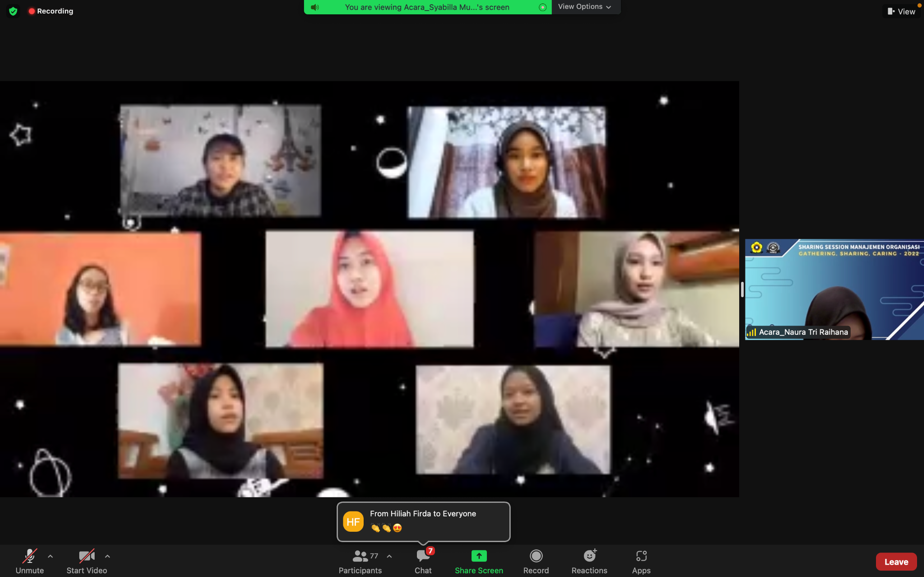 Recording
You are viewing Acara_Syabilla Mu...'s screen
View Options
View
SHARING SESSION MANAJEMEN ORGANISASI
GATHERING, SHARING, CARING - 2022
Acara_Naura Tri Raihana
HF
From Hiliah Firda to Everyone
👏👏😍
Unmute
Start Video
77
Participants
7
Chat
Share Screen
Record
Reactions
Apps
Leave